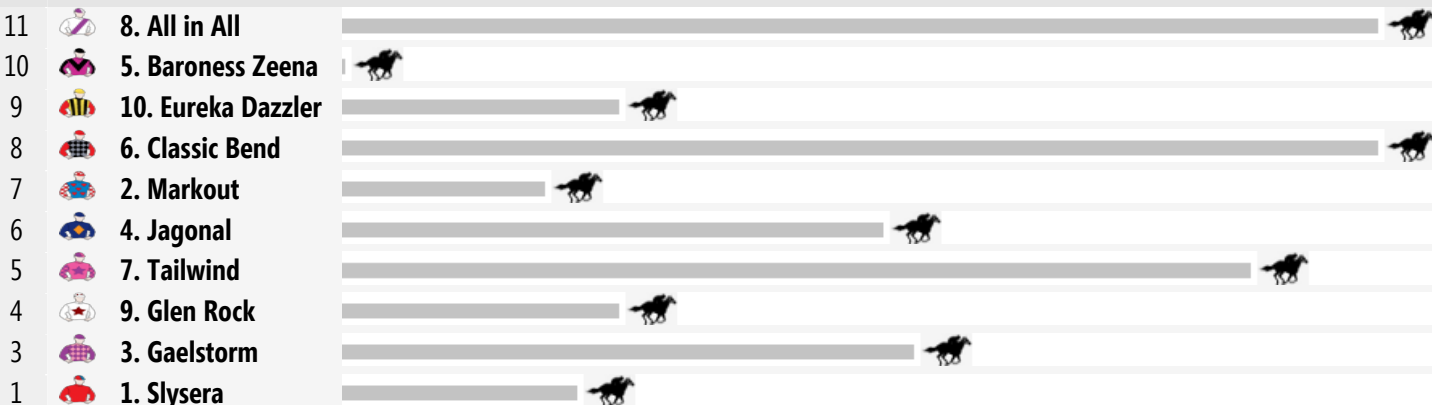 11 8. All in All
10 5. Baroness Zeena
9 10. Eureka Dazzler
8 6. Classic Bend
7 2. Markout
6 4. Jagonal
5 7. Tailwind
4 9. Glen Rock
3 3. Gaelstorm
1 1. Slysera